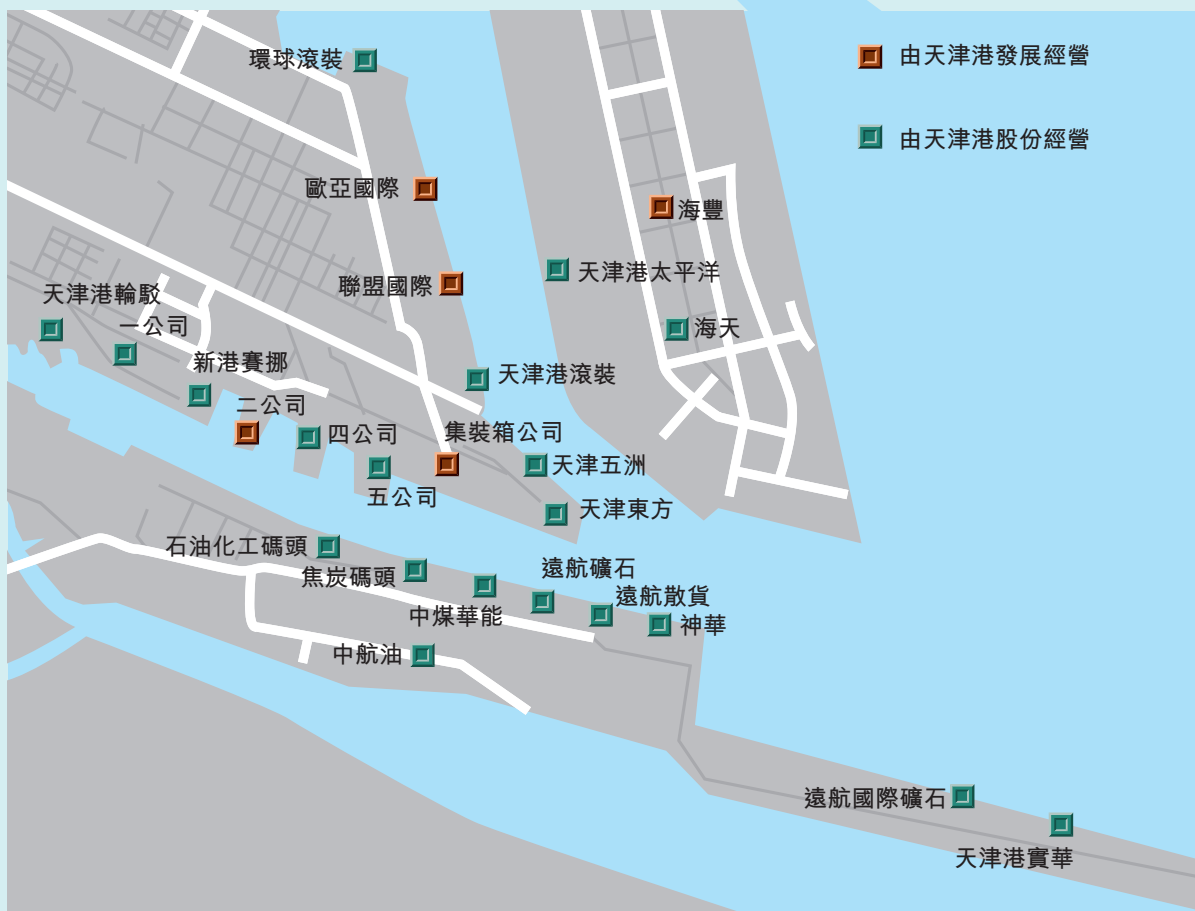 環球滾裝
由天津港發展經營
由天津港股份經營
歐亞國際
海豐
天津港太平洋
聯盟國際
天津港輪駁
一公司
海天
新港賽挪
天津港滾裝
二公司
四公司
集裝箱公司
天津五洲
五公司
天津東方
石油化工碼頭
焦炭碼頭
遠航礦石
遠航散貨
中煤華能
神華
中航油
遠航國際礦石
天津港實華